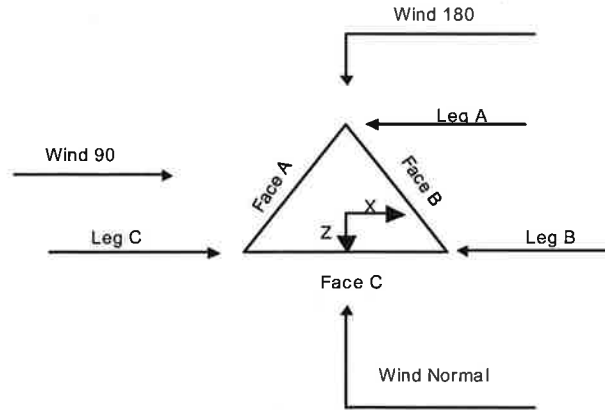 Wind 180
Leg A
Wind 90
Face A
Face B
X
Z
Leg C
Leg B
Face C
Wind Normal